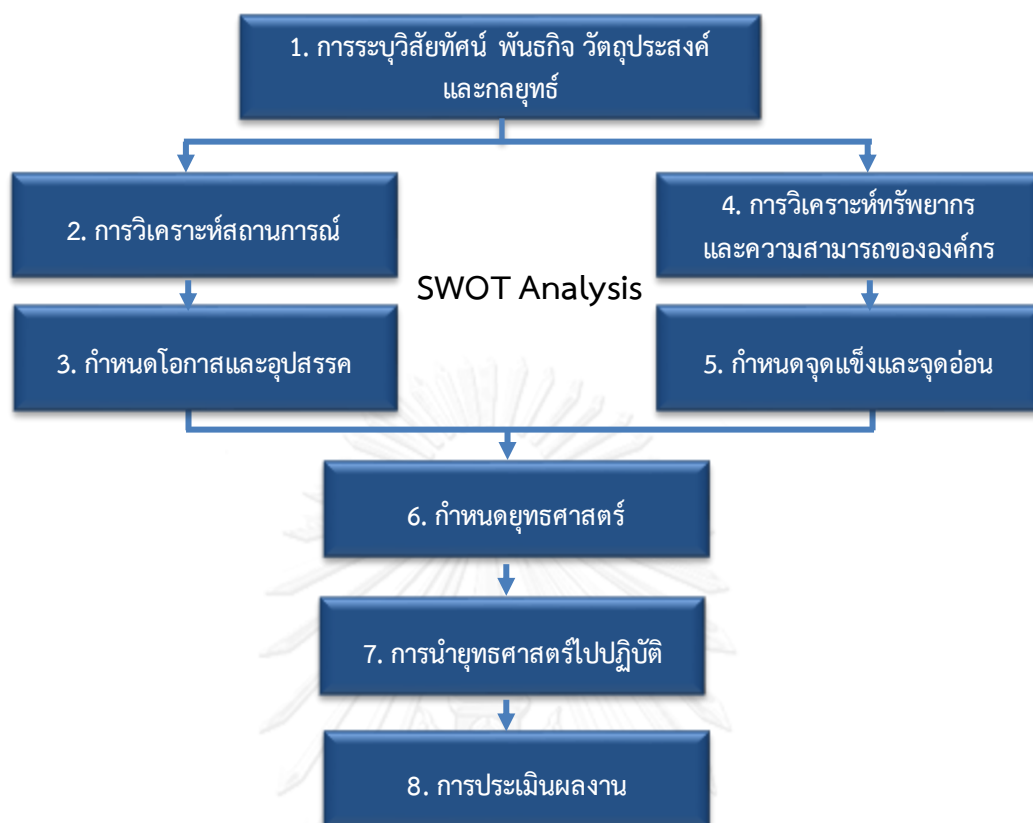 1. การระบุวิสัยทัศน์ พันธกิจ วัตถุประสงค์
และกลยุทธ์
2. การวิเคราะห์สถานการณ์
4. การวิเคราะห์ทรัพยากร
และความสามารถขององค์กร
SWOT Analysis
3. กำหนดโอกาสและอุปสรรค
5. กำหนดจุดแข็งและจุดอ่อน
6. กำหนดยุทธศาสตร์
7. การนำยุทธศาสตร์ไปปฏิบัติ
8. การประเมินผลงาน